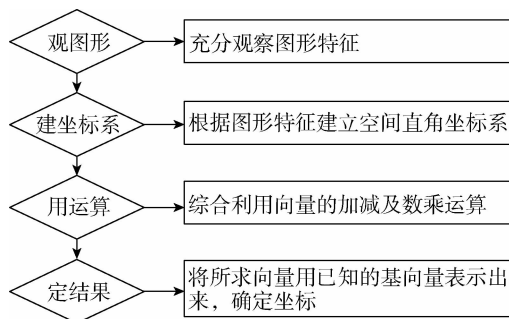 观图形
充分观察图形特征
建坐标系
根据图形特征建立空间直角坐标系
用运算
综合利用向量的加减及数乘运算
定结果
将所求向量用已知的基向量表示出
来，确定坐标